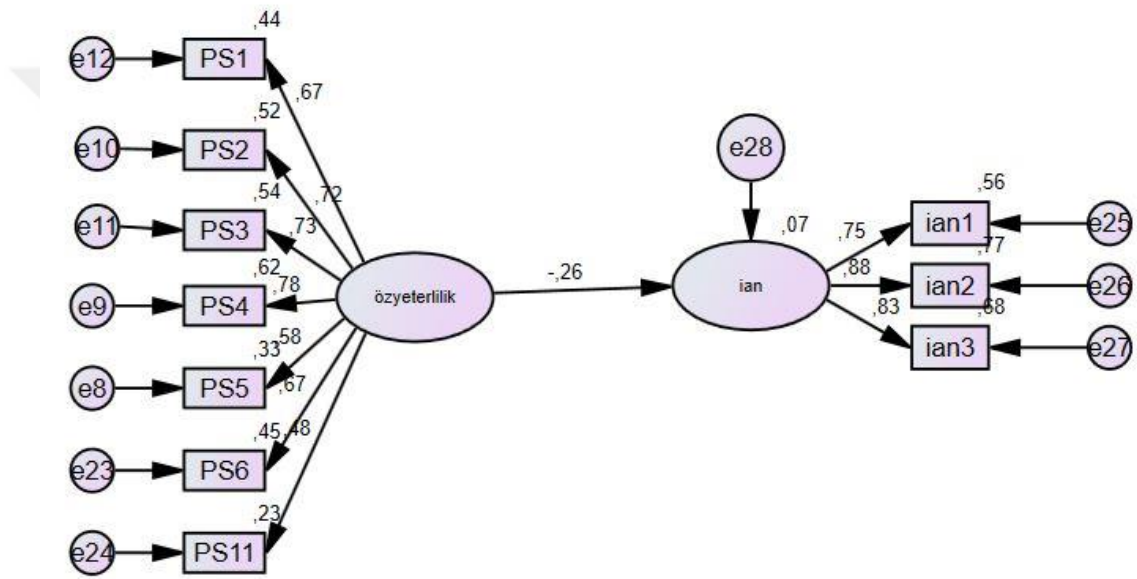 ,44
e12
PS1
,67
,52
e10
PS2
,72
,54
e11
PS3
,73
,62
e9
PS4
,78
,33
,58
e8
PS5
,67
,45
,48
e23
PS6
,23
e24
PS11
özyeterlilik
-,26
e28
,07
ian
,75
,56
ian1
e25
,88
,77
ian2
e26
,83
,68
ian3
e27